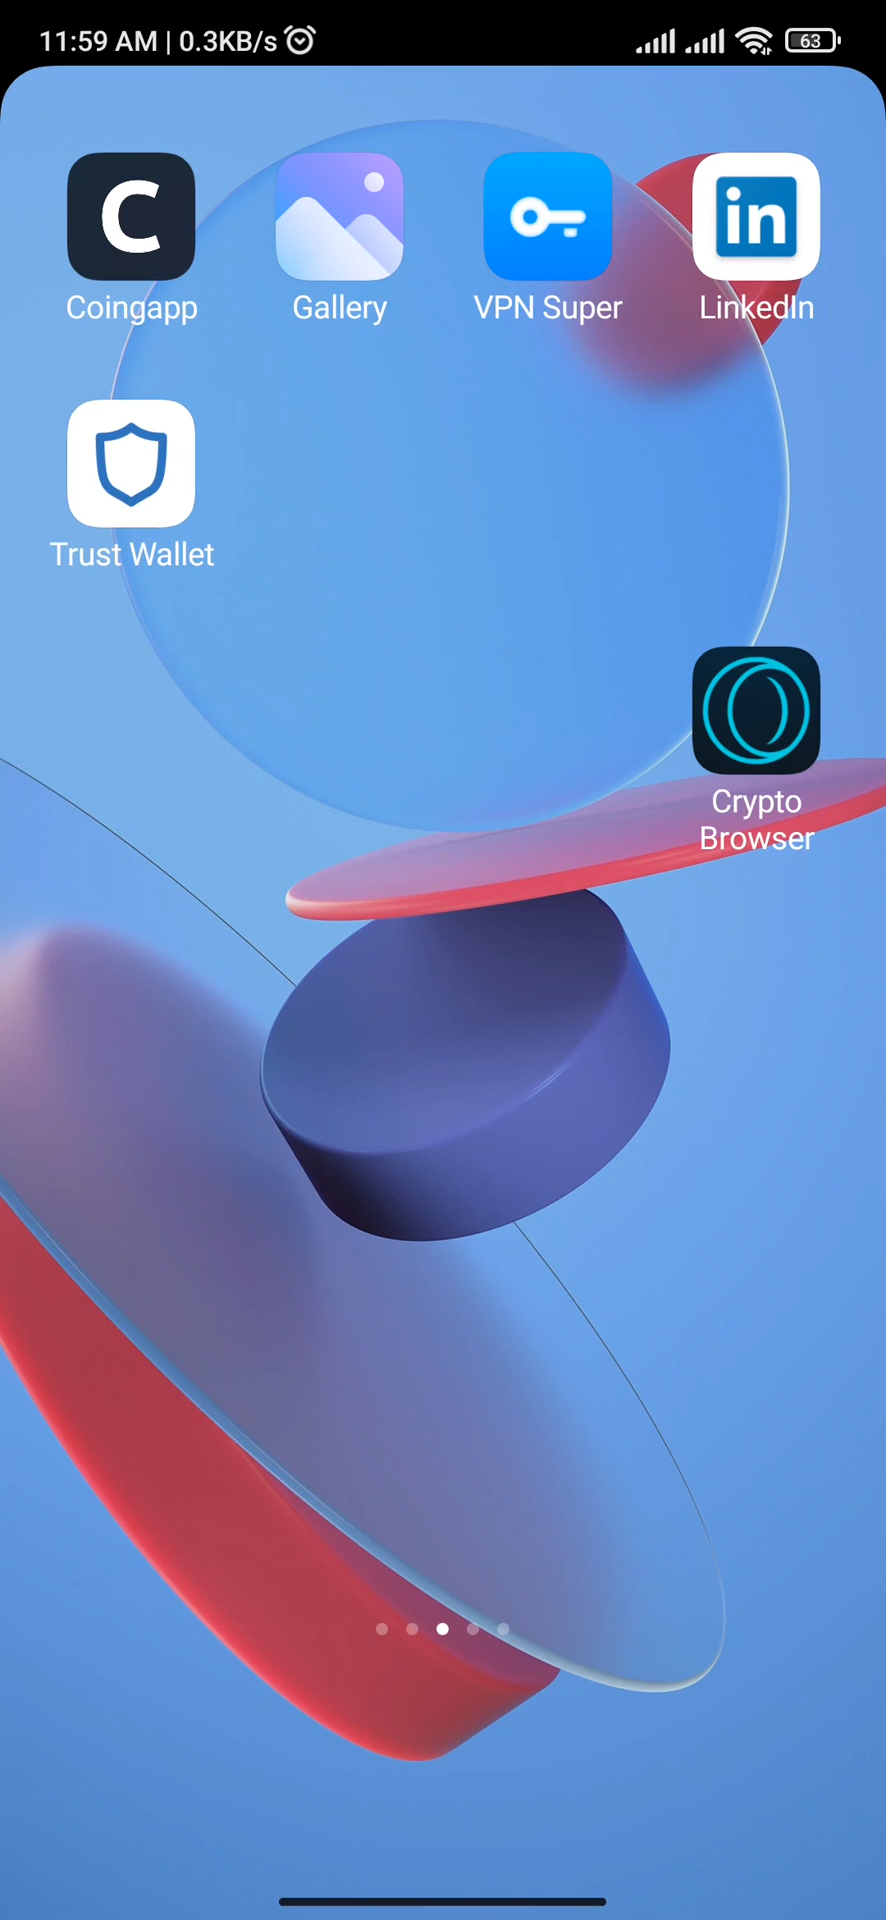 11:59 AM | 0.3KB/s
63
C
in
Coingapp
Gallery
VPN Super
LinkedIn
Trust Wallet
Crypto
Browser